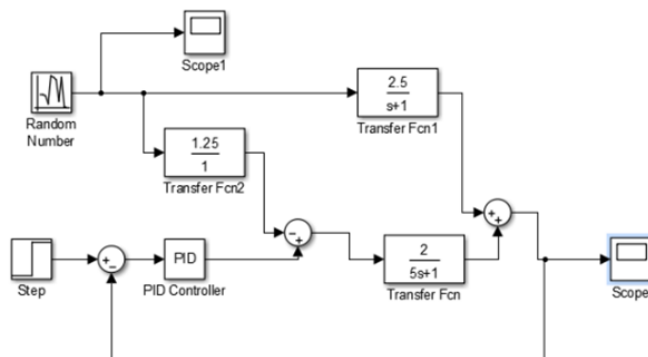 Scope1
Random
Number
2.5
s+1
Transfer Fcn1
1.25
1
Transfer Fcn2
Step
PID
PID Controller
2
5s+1
Transfer Fcn
Scope